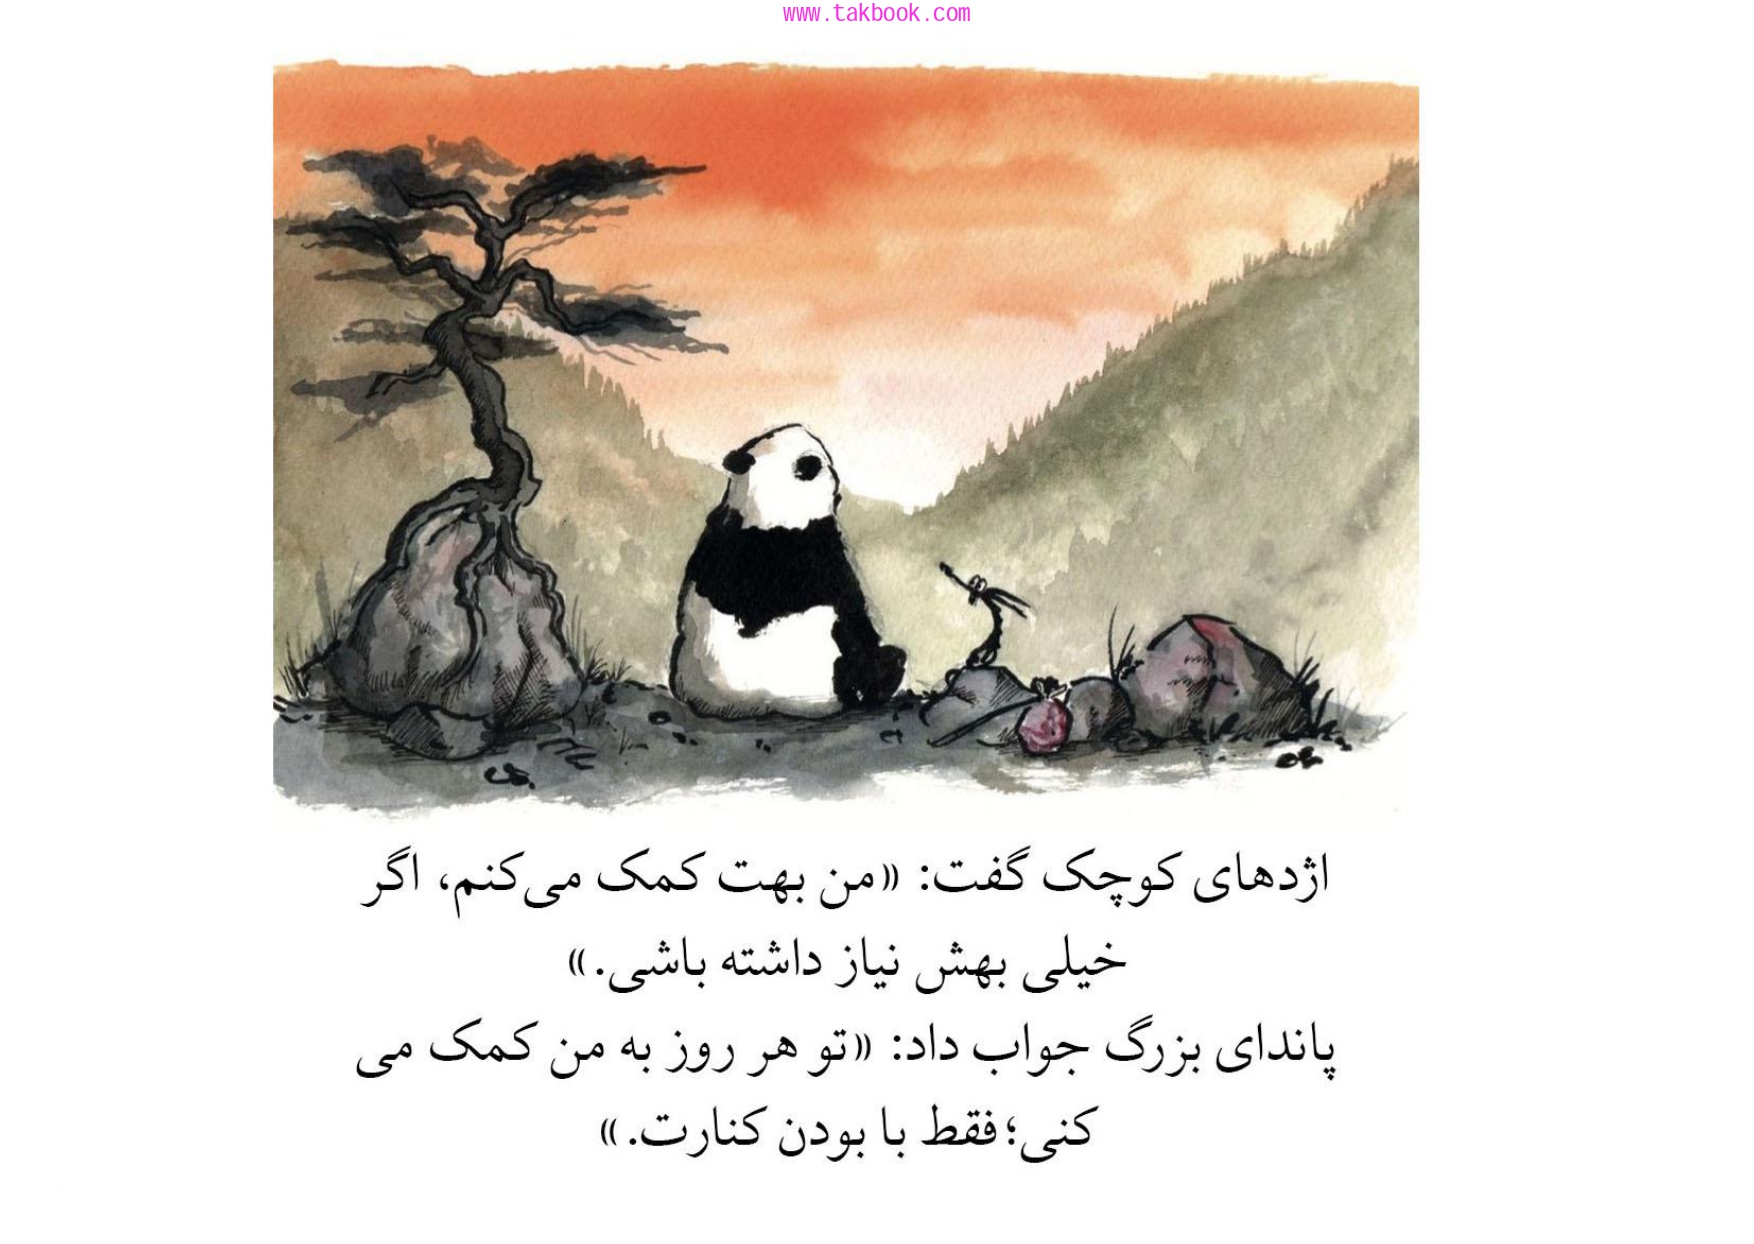 www.takbook.com
اژدهای کوچک گفت: «من بهت کمک می‌کنم، اگر
خیلی بهش نیاز داشته باشی.»
پاندای بزرگ جواب داد: «تو هر روز به من کمک می
کنی؛فقط با بودن کنارت.»